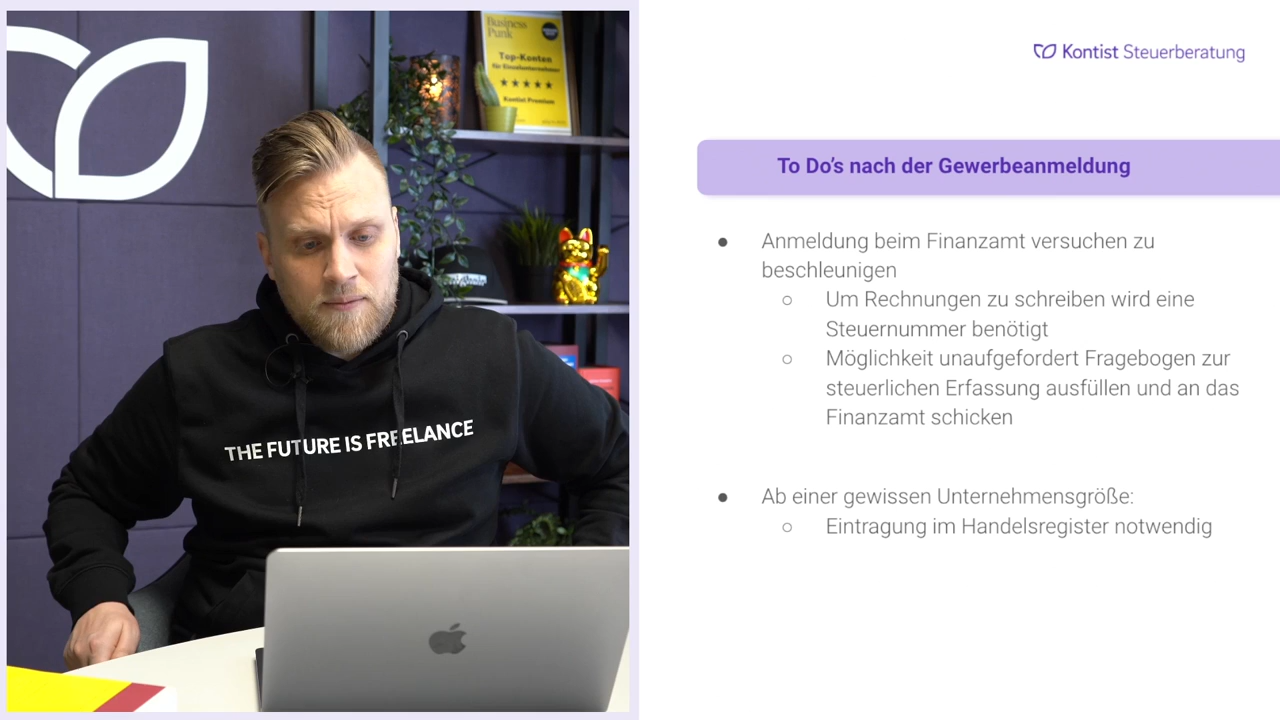 Business
Punk
Top-Konten
für Einzelunternehmer
Kontist Premium
THE FUTURE IS FREELANCE
Kontist Steuerberatung
To Do’s nach der Gewerbeanmeldung
● Anmeldung beim Finanzamt versuchen zu
beschleunigen
○ Um Rechnungen zu schreiben wird eine
Steuernummer benötigt
○ Möglichkeit unaufgefordert Fragebogen zur
steuerlichen Erfassung ausfüllen und an das
Finanzamt schicken
● Ab einer gewissen Unternehmensgröße:
○ Eintragung im Handelsregister notwendig